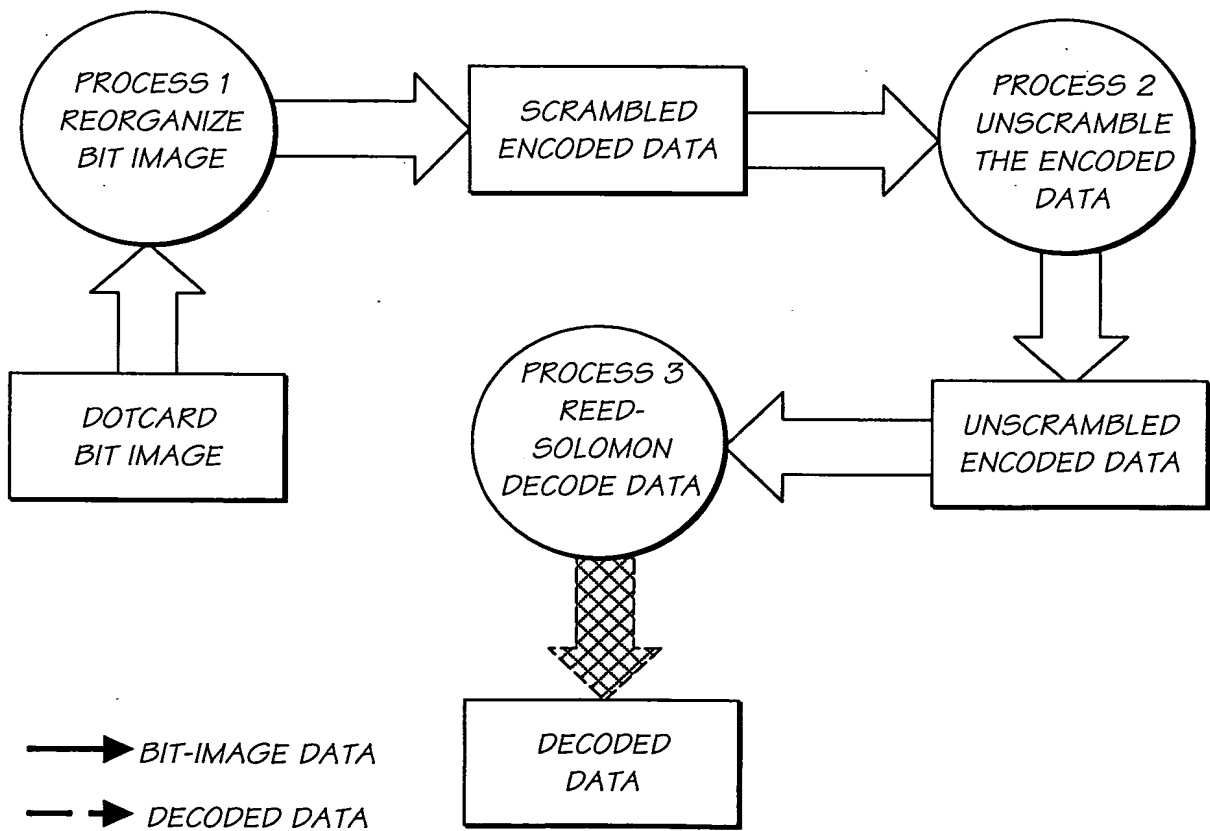 PROCESS 1
REORGANIZE
BIT IMAGE
SCRAMBLED
ENCODED DATA
PROCESS 2
UNSCRAMBLE
THE ENCODED
DATA
DOTCARD
BIT IMAGE
PROCESS 3
REED-
SOLOMON
DECODE DATA
UNSCRAMBLED
ENCODED DATA
DECODED
DATA
BIT-IMAGE DATA
DECODED DATA